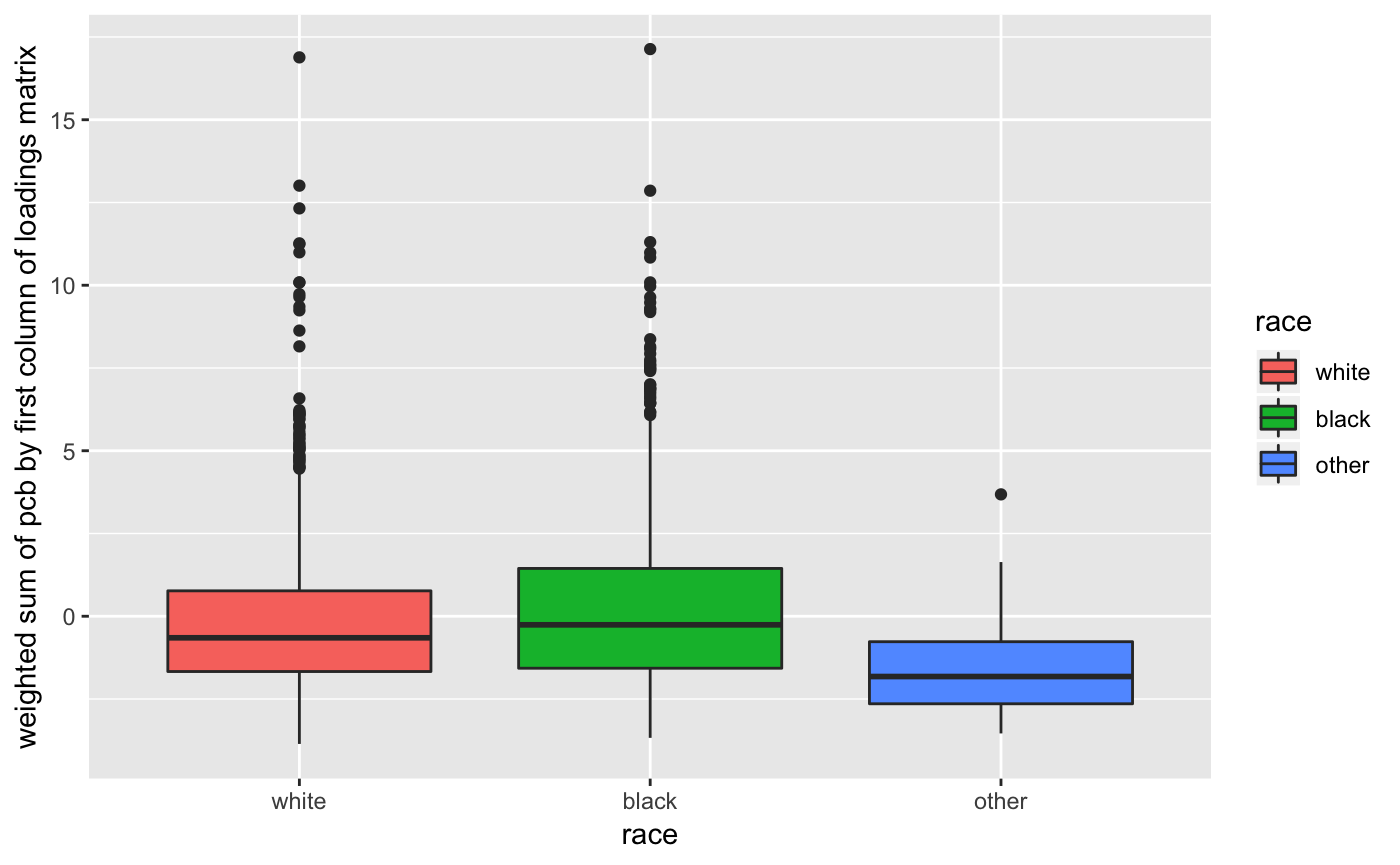 weighted sum of pcb by first column of loadings matrix
15
10
5
0
white
black
other
race
race
white
black
other